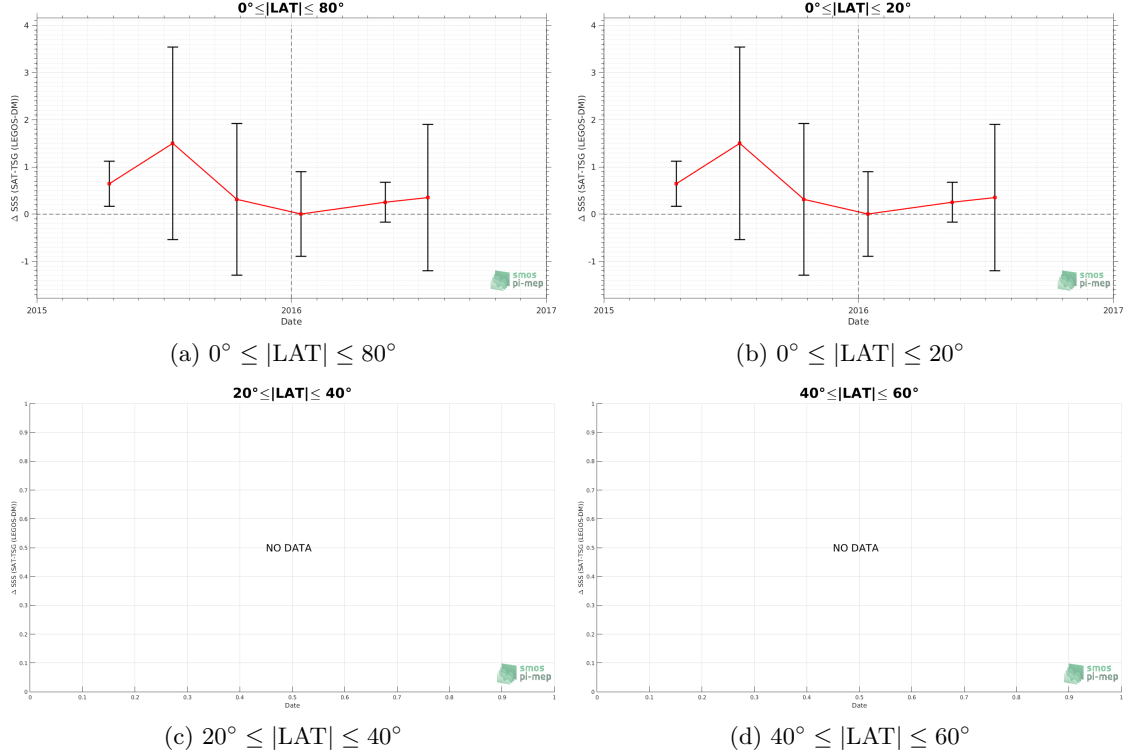 0°≤|LAT|≤ 80°
Δ SSS (SAT-TSG (LEGOS-DM))
4
3
2
1
0
-1
smos
pi-mep
2015
2016
2017
Date
(a) 0° ≤ |LAT| ≤ 80°
0°≤|LAT|≤ 20°
Δ SSS (SAT-TSG (LEGOS-DM))
4
3
2
1
0
-1
smos
pi-mep
2015
2016
2017
Date
(b) 0° ≤ |LAT| ≤ 20°
20°≤|LAT|≤ 40°
Δ SSS (SAT-TSG (LEGOS-DM))
1
0.9
0.8
0.7
0.6
0.5
0.4
0.3
0.2
0.1
0
NO DATA
smos
pi-mep
0 0.1 0.2 0.3 0.4 0.5 0.6 0.7 0.8 0.9 1
Date
(c) 20° ≤ |LAT| ≤ 40°
40°≤|LAT|≤ 60°
Δ SSS (SAT-TSG (LEGOS-DM))
1
0.9
0.8
0.7
0.6
0.5
0.4
0.3
0.2
0.1
0
NO DATA
smos
pi-mep
0 0.1 0.2 0.3 0.4 0.5 0.6 0.7 0.8 0.9 1
Date
(d) 40° ≤ |LAT| ≤ 60°